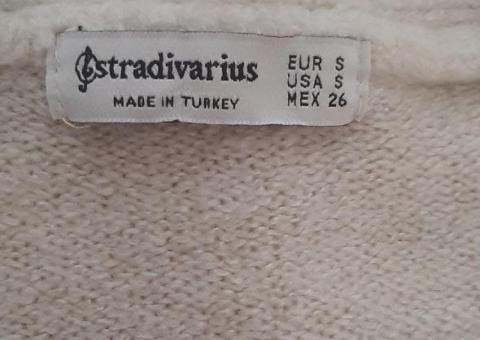 stradivarius
MADE IN TURKEY
EUR S
USA S
MEX 26